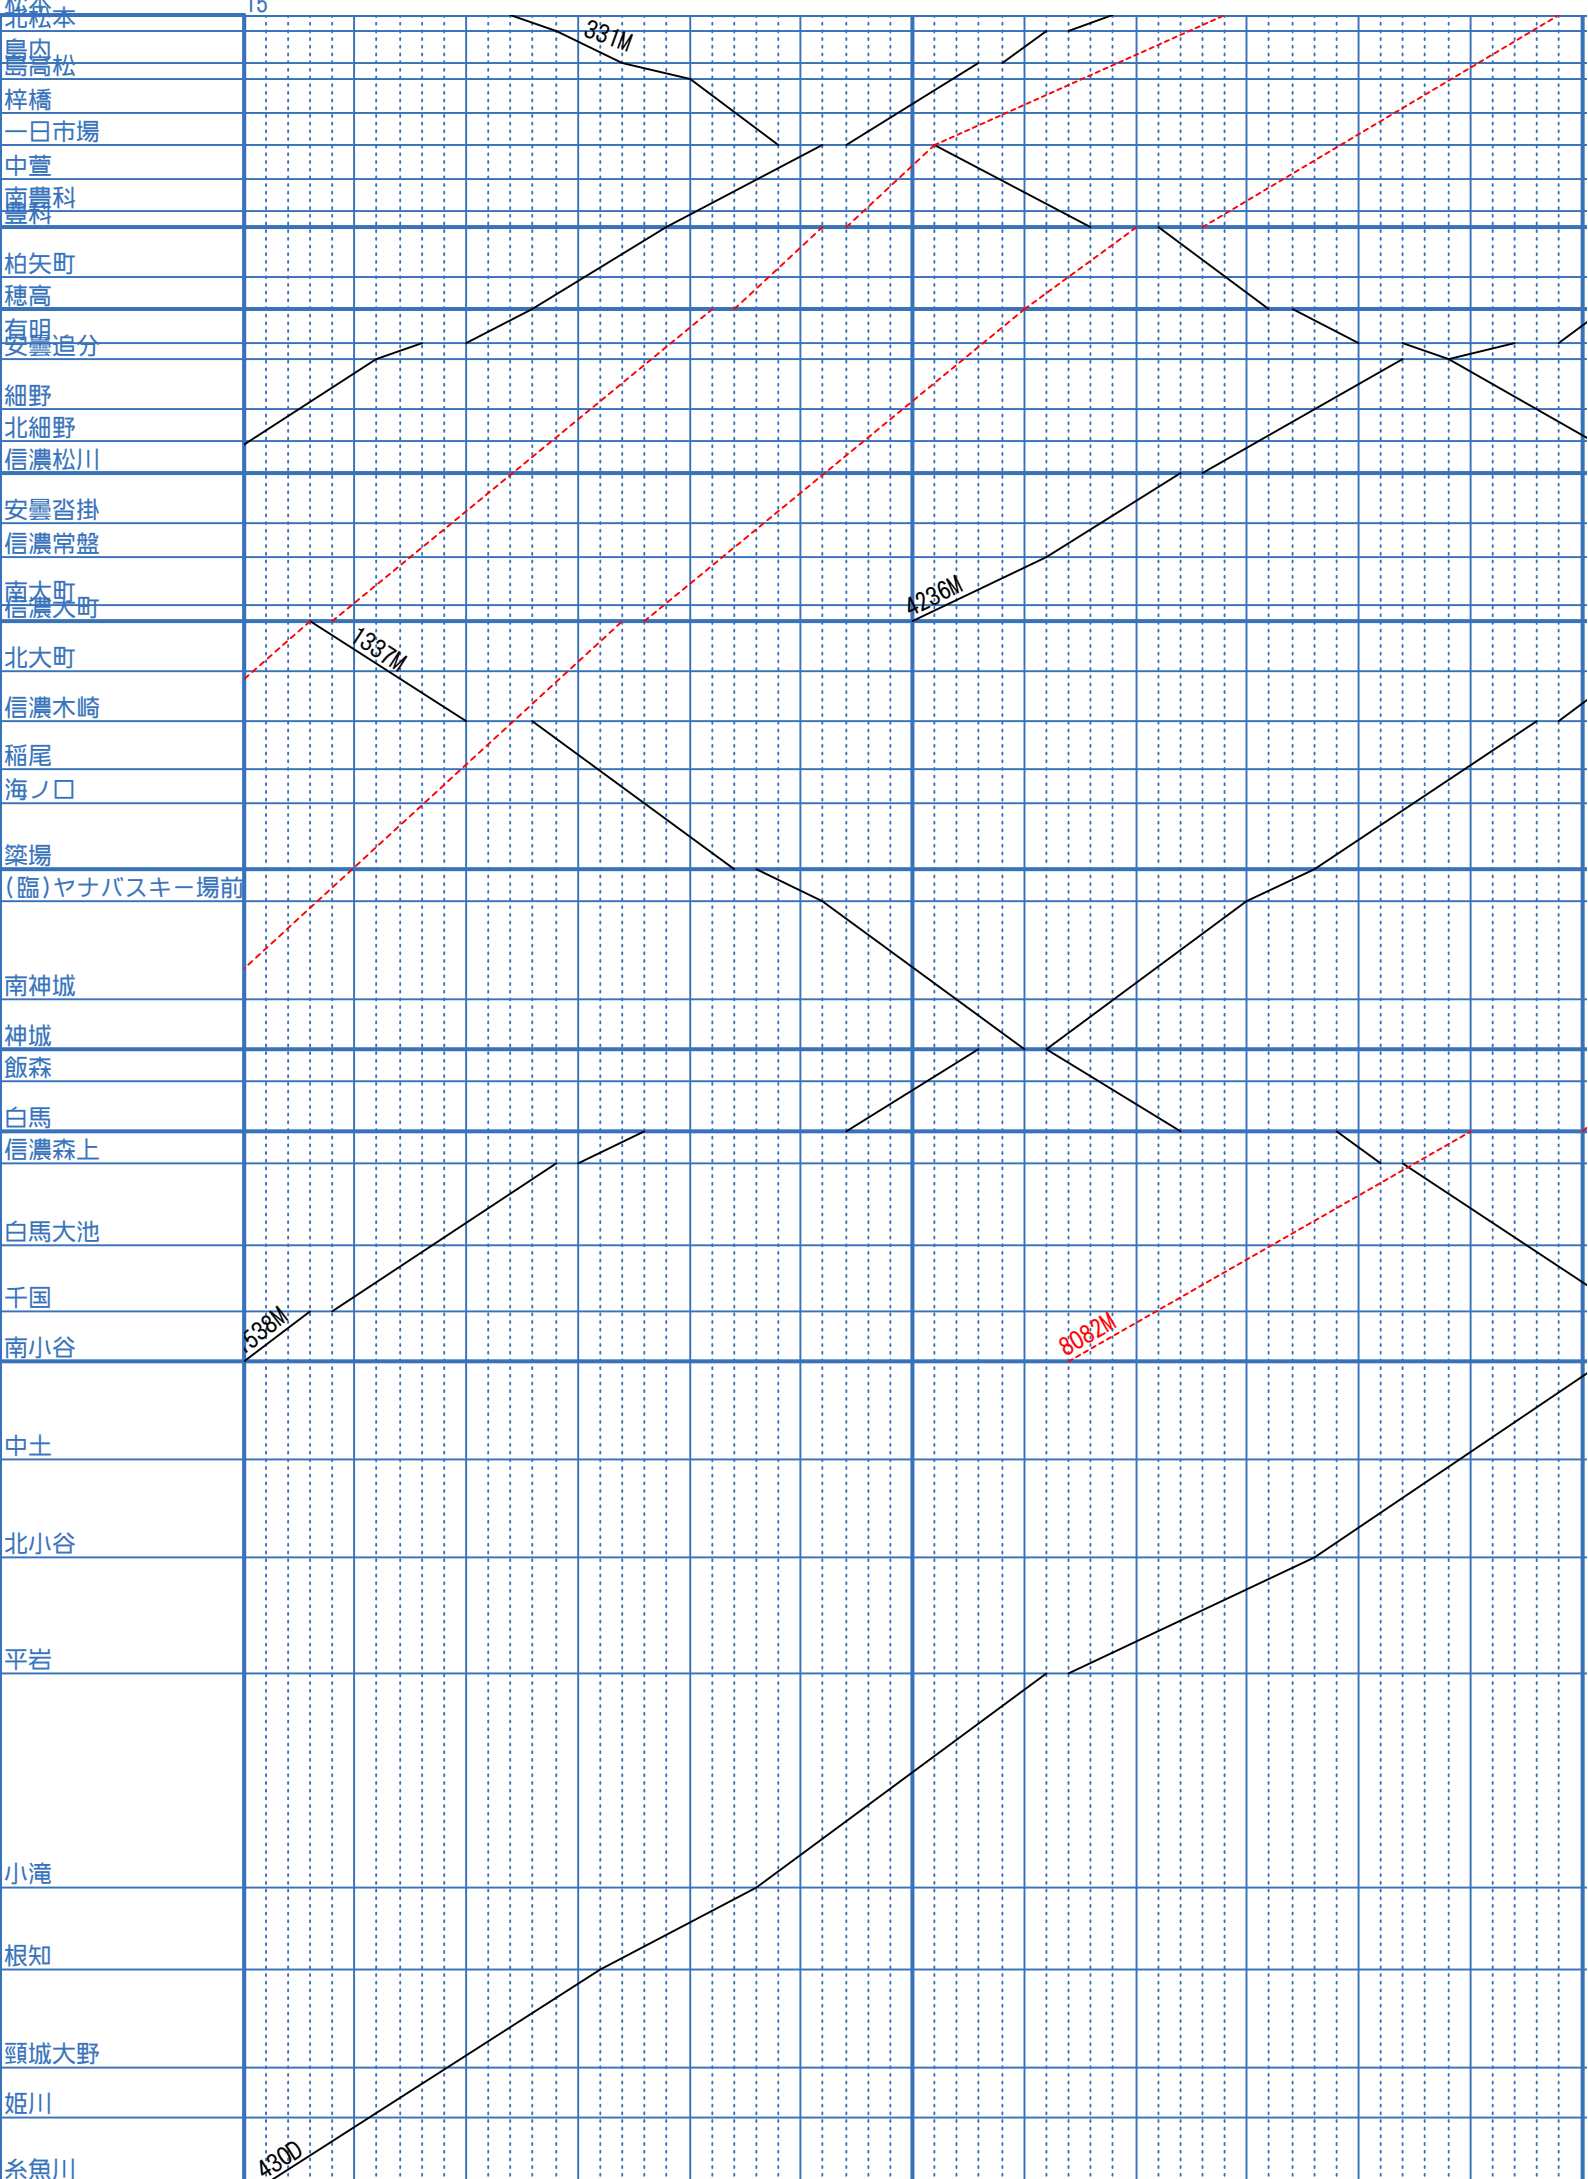 松本
15
北松本
島内
島高松
331M
梓橋
一日市場
中萱
南豊科
豊科
柏矢町
穂高
有明
安曇追分
細野
北細野
信濃松川
安曇沓掛
信濃常盤
南大町
信濃大町
4236M
1337M
北大町
信濃木崎
稲尾
海ノ口
簗場
(臨)ヤナバスキー場前
南神城
神城
飯森
白馬
信濃森上
白馬大池
千国
538M
8082M
南小谷
中土
北小谷
平岩
小滝
根知
頸城大野
姫川
430D
糸魚川